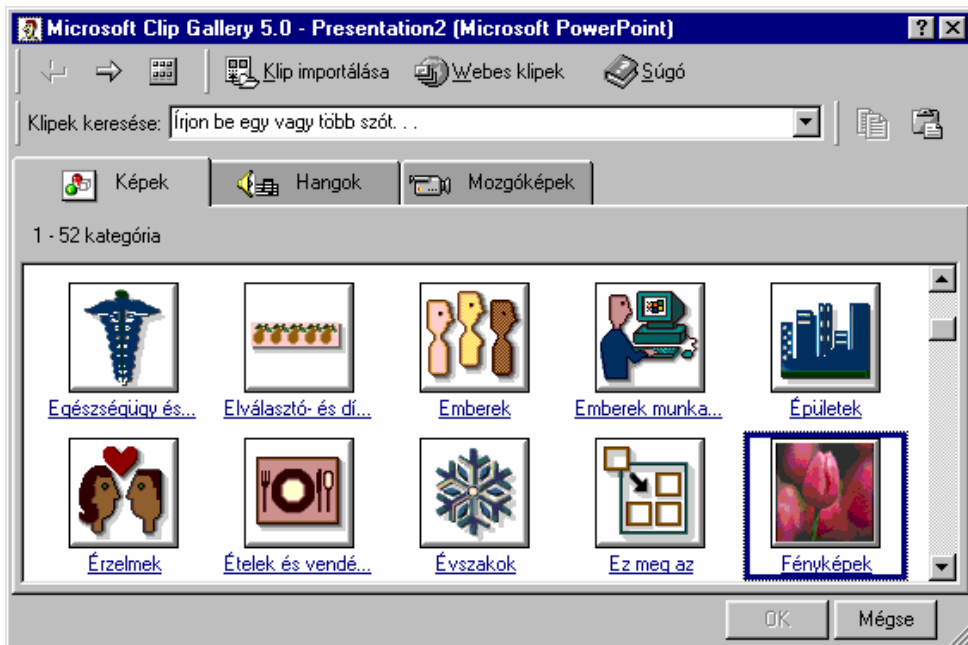 Microsoft Clip Gallery 5.0 - Presentation2 (Microsoft PowerPoint)
Klip importálása Webes klipek Súgó
Klipek keresése: Írjon be egy vagy több szót. . .
Képek Hangok Mozgóképek
1 - 52 kategória
Egészségügy és... Elválasztó- és dí... Emberek Emberek munka... Épületek
Érzelmek Ételek és vendé... Évszakok Ez meg az Fényképek
OK Mégse